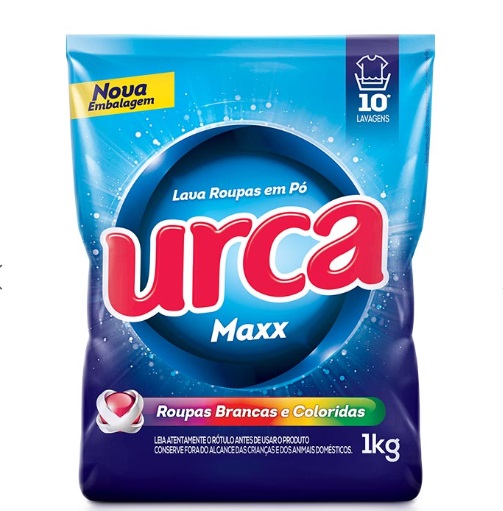 Nova
Embalagem
10*
LAVAGENS
Lava Roupas em Pó
urca
Maxx
Roupas Brancas e Coloridas
LEIA ATENTAMENTE O RÓTULO ANTES DE USAR O PRODUTO
CONSERVE FORA DO ALCANCE DAS CRIANÇAS E DOS ANIMAIS DOMÉSTICOS.
1kg